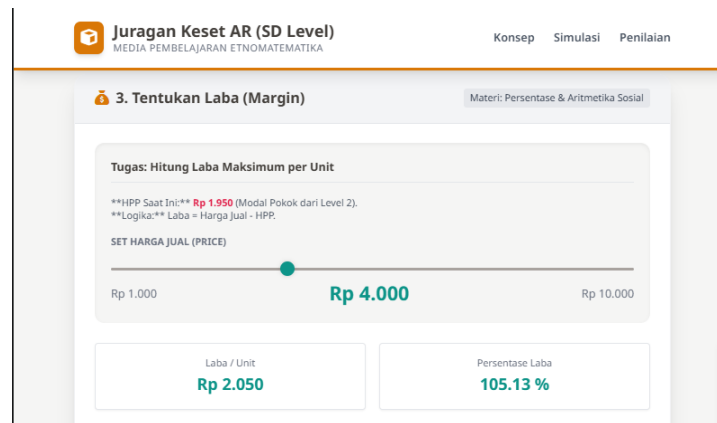 Juragan Keset AR (SD Level)
MEDIA PEMBELAJARAN ETNOMATEMATIKA
Konsep Simulasi Penilaian
3. Tentukan Laba (Margin)
Materi: Persentase & Aritmetika Sosial
Tugas: Hitung Laba Maksimum per Unit
**HPP Saat Ini:** Rp 1.950 (Modal Pokok dari Level 2).
**Logika:** Laba = Harga Jual - HPP.
SET HARGA JUAL (PRICE)
Rp 1.000 Rp 4.000 Rp 10.000
Laba / Unit
Rp 2.050
Persentase Laba
105.13 %